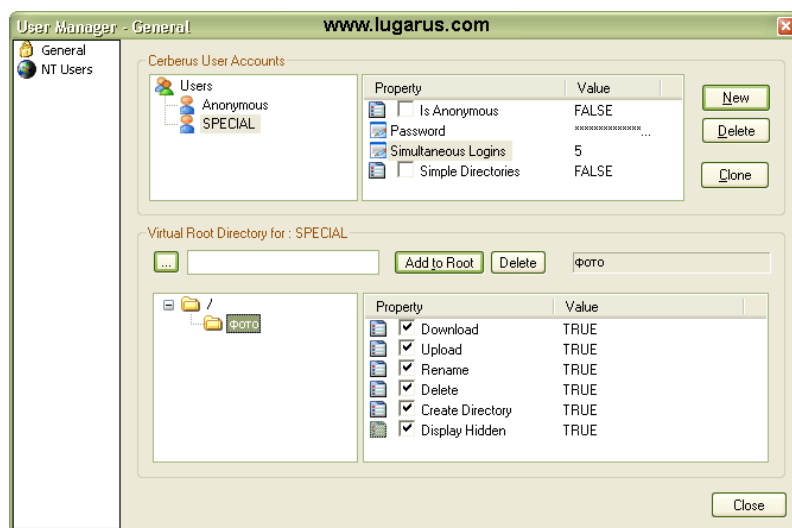 User Manager - General www.lugarus.com
General
NT Users
Cerberus User Accounts
Users
Anonymous
SPECIAL
Property Value
Is Anonymous FALSE
Password **************...
Simultaneous Logins 5
Simple Directories FALSE
New
Delete
Clone
Virtual Root Directory for : SPECIAL
... Add to Root Delete фото
/
фото
Property Value
Download TRUE
Upload TRUE
Rename TRUE
Delete TRUE
Create Directory TRUE
Display Hidden TRUE
Close